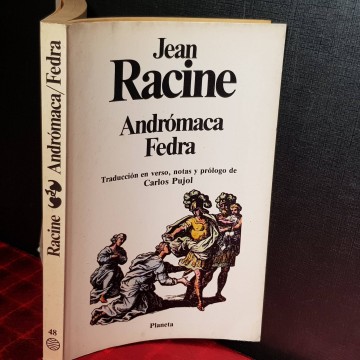 Jean
Racine
Andrómaca
Fedra
Traducción en verso, notas y prólogo de
Carlos Pujol
Planeta
Racine Andrómaca/Fedra
48